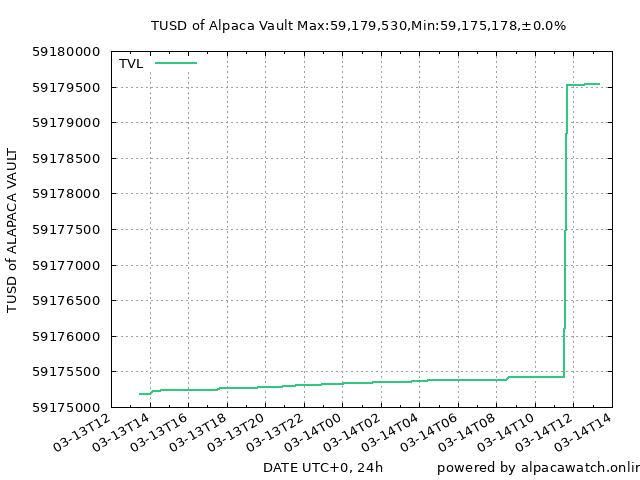 TUSD of Alpaca Vault Max:59,179,530,Min:59,175,178,±0.0%
TVL
59180000
59179500
59179000
59178500
59178000
59177500
59177000
59176500
59176000
59175500
59175000
TUSD of ALAPACA VAULT
03-13T12
03-13T14
03-13T16
03-13T18
03-13T20
03-13T22
03-14T00
03-14T02
03-14T04
03-14T06
03-14T08
03-14T10
03-14T12
03-14T14
DATE UTC+0, 24h
powered by alpacawatch.onlin